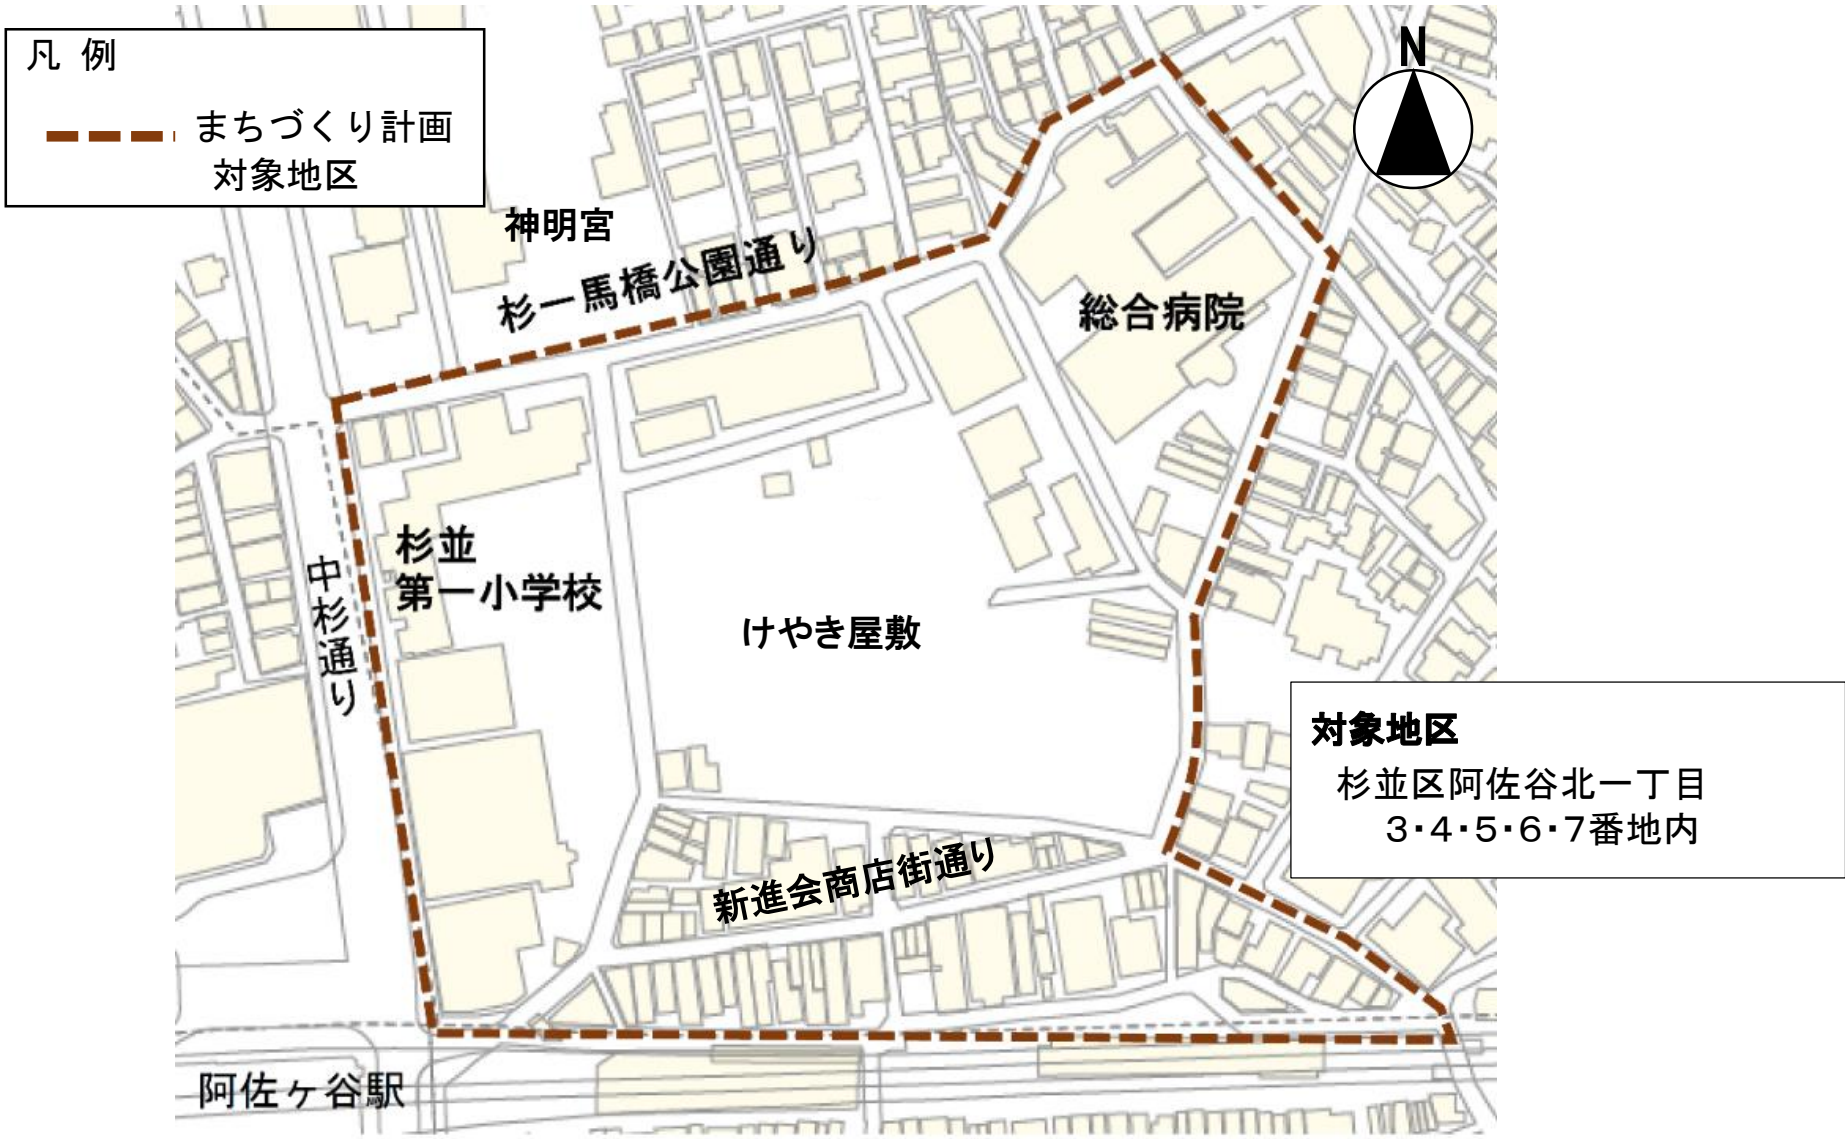 凡 例
まちづくり計画
対象地区
N
神明宮
杉一馬橋公園通り
総合病院
杉並
第一小学校
中杉通り
けやき屋敷
対象地区
杉並区阿佐谷北一丁目
3・4・5・6・7番地内
新進会商店街通り
阿佐ヶ谷駅